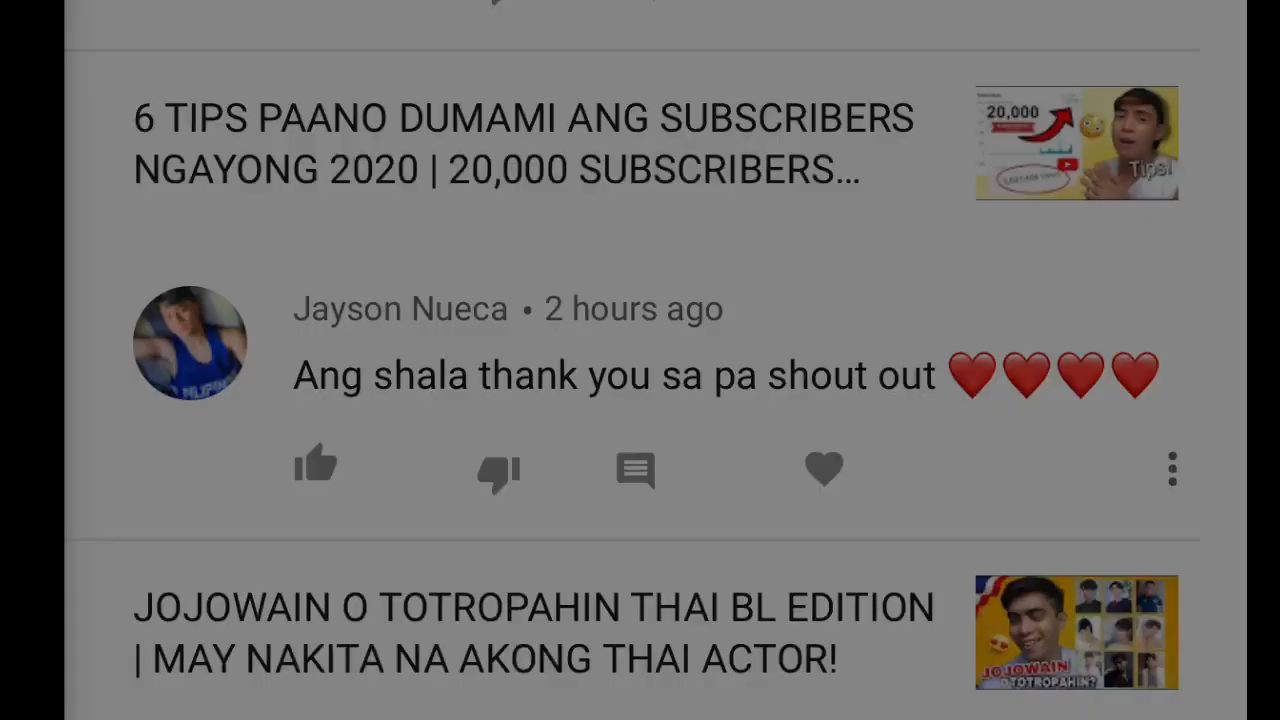 6 TIPS PAANO DUMAMI ANG SUBSCRIBERS
NGAYONG 2020 | 20,000 SUBSCRIBERS...
20,000
Tips!
Jayson Nueca • 2 hours ago
Ang shala thank you sa pa shout out ❤️❤️❤️❤️
JOJOWAIN O TOTROPAHIN THAI BL EDITION
| MAY NAKITA NA AKONG THAI ACTOR!
JOJOWAIN
O TOTROPAHIN?